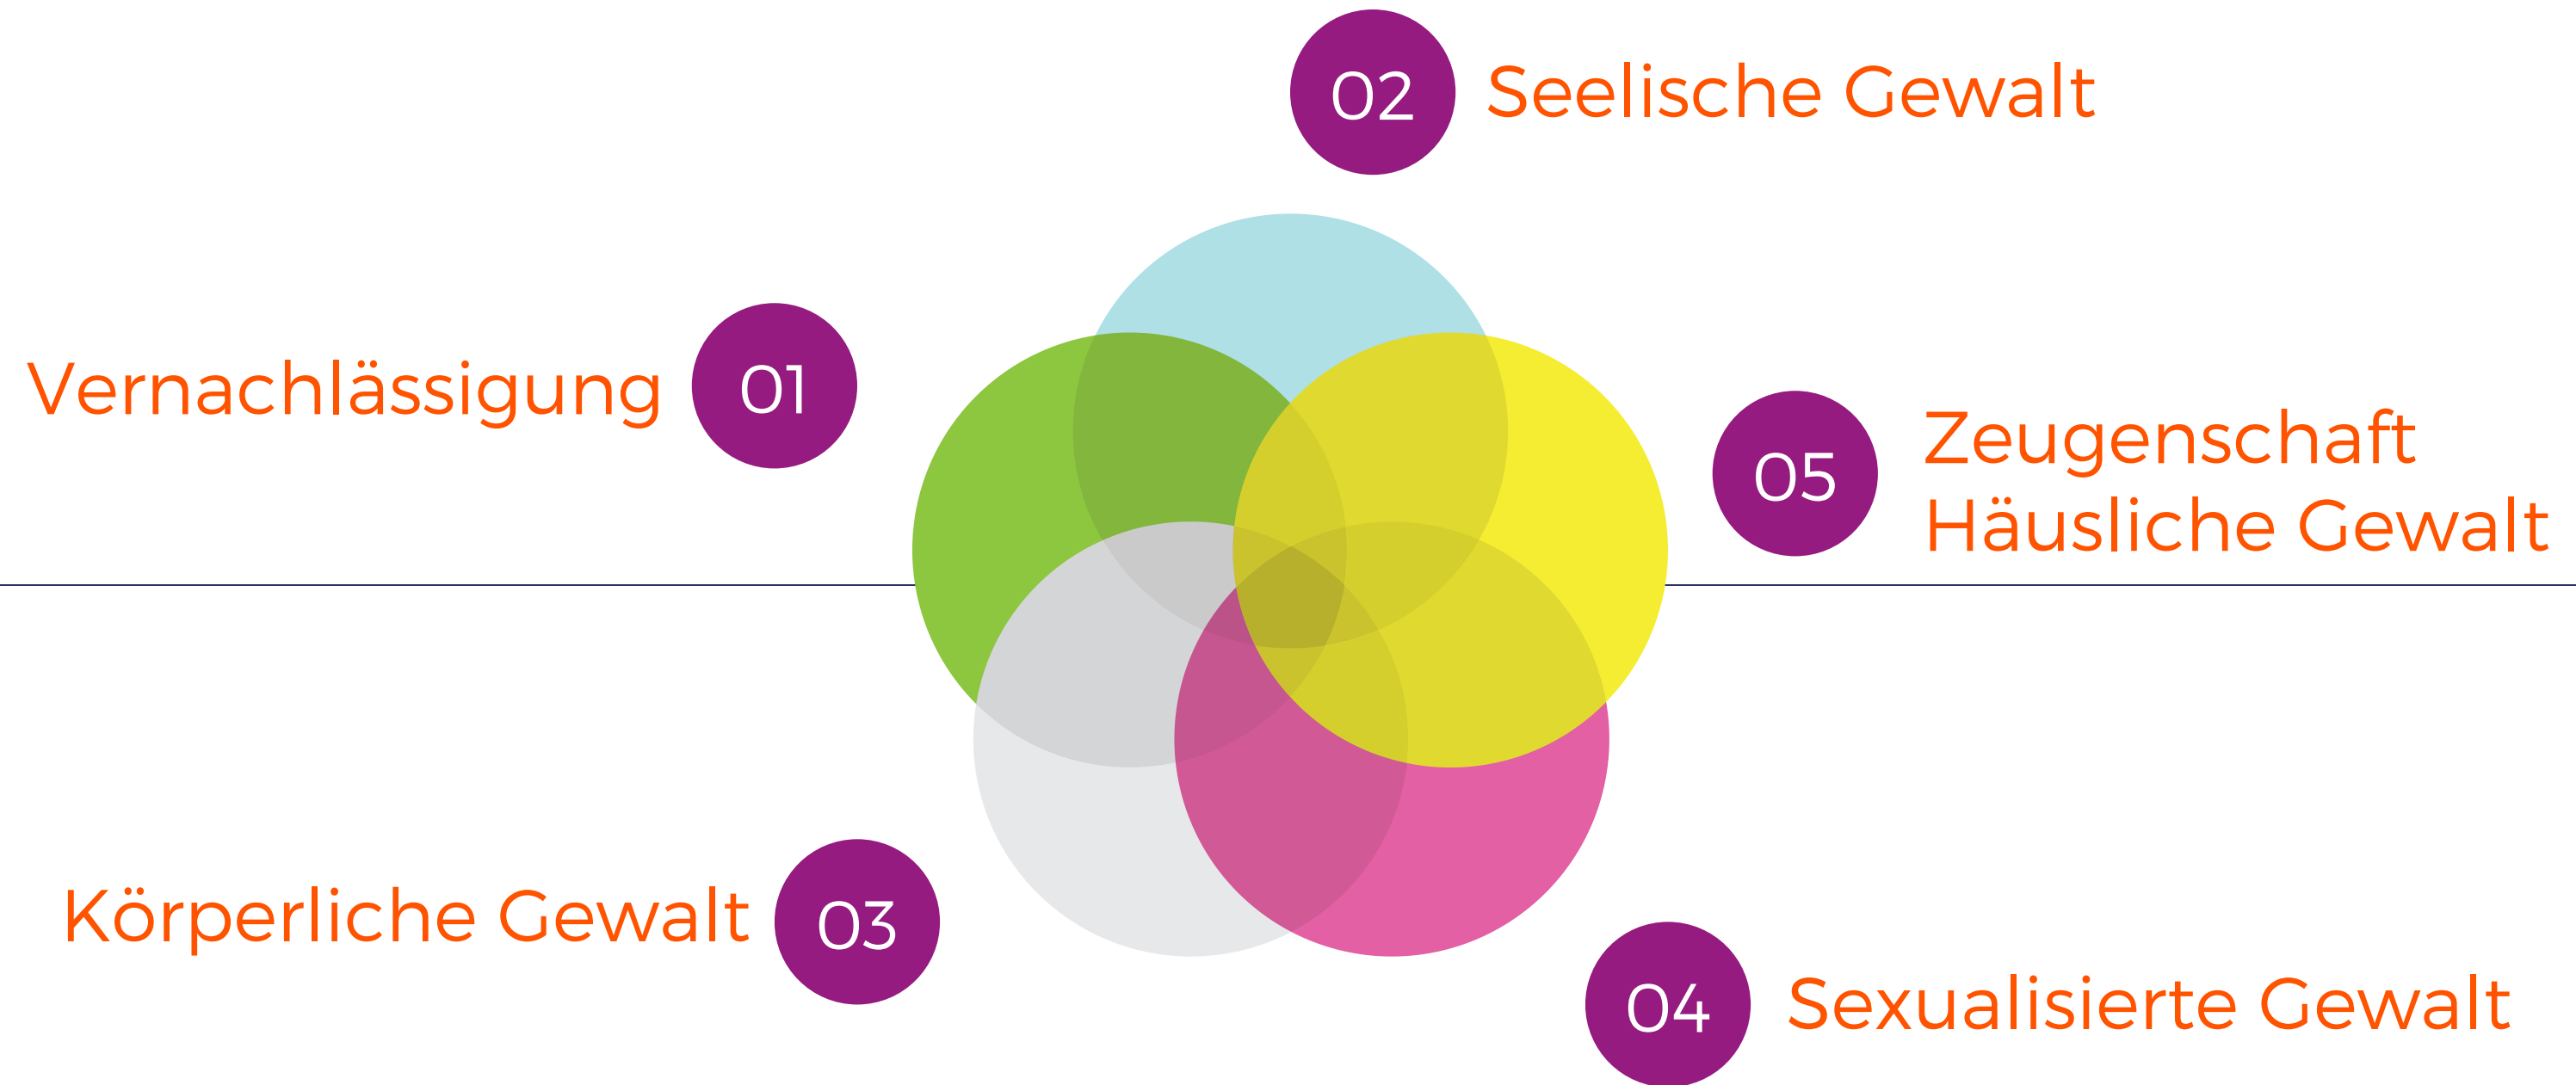 02 Seelische Gewalt
Vernachlässigung 01
05 Zeugenschaft
Häusliche Gewalt
Körperliche Gewalt 03
04 Sexualisierte Gewalt